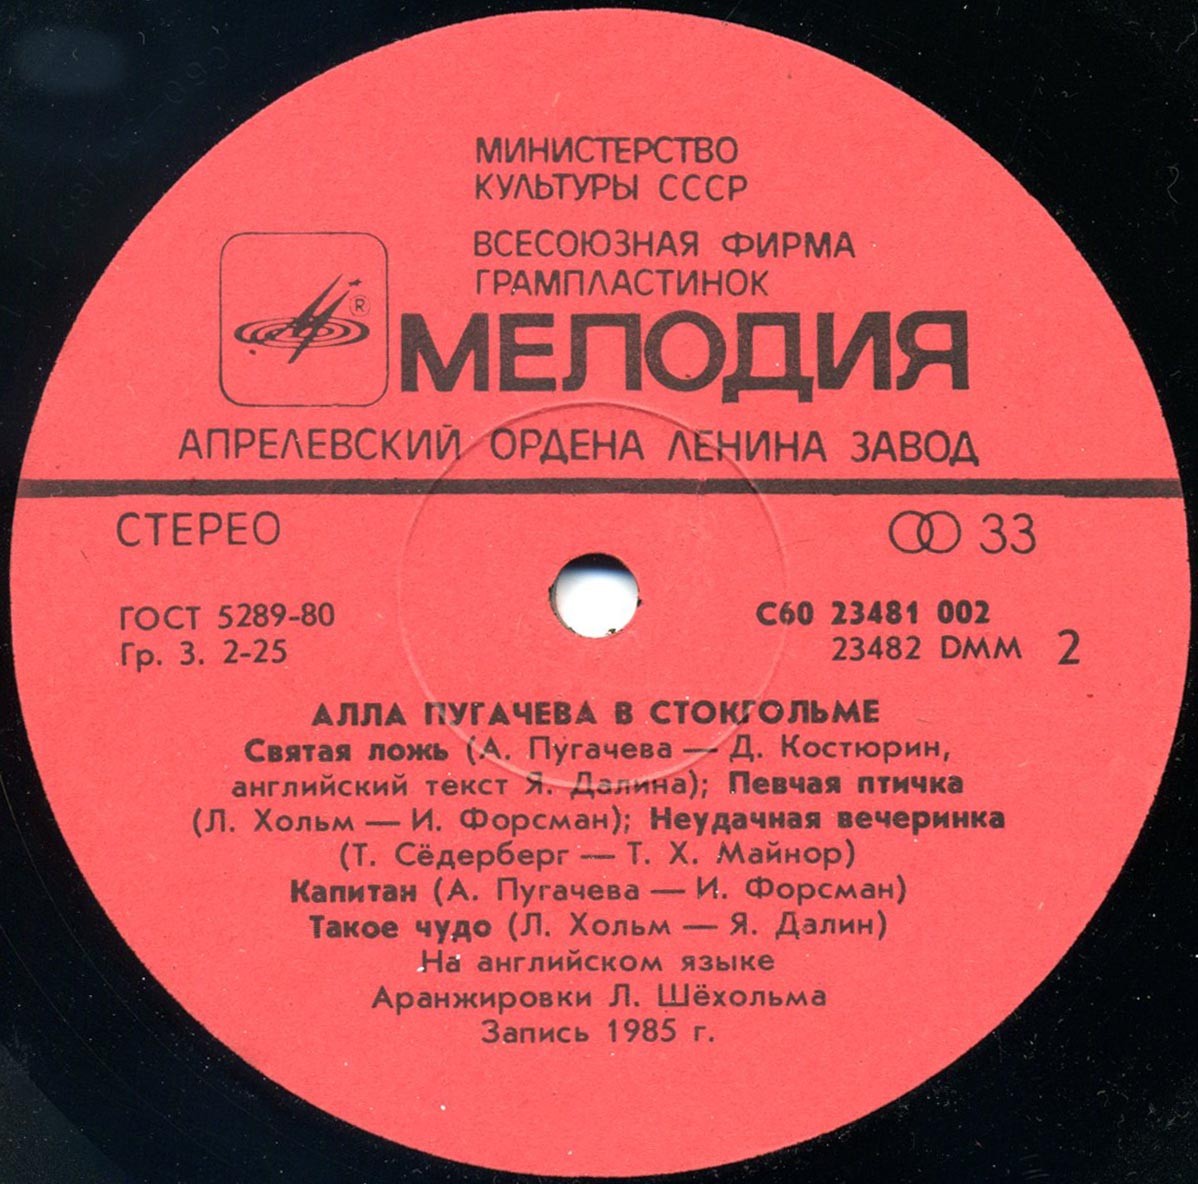 МИНИСТЕРСТВО
КУЛЬТУРЫ СССР
ВСЕСОЮЗНАЯ ФИРМА
ГРАМПЛАСТИНОК
®
МЕЛОДИЯ
АПРЕЛЕВСКИЙ ОРДЕНА ЛЕНИНА ЗАВОД
СТЕРЕО
33
ГОСТ 5289-80
Гр. 3. 2-25
С60 23481 002
23482 DMM 2
АЛЛА ПУГАЧЕВА В СТОКГОЛЬМЕ
Святая ложь (А. Пугачева — Д. Костюрин,
английский текст Я. Далина); Певчая птичка
(Л. Хольм — И. Форсман); Неудачная вечеринка
(Т. Сёдерберг — Т. Х. Майнор)
Капитан (А. Пугачева — И. Форсман)
Такое чудо (Л. Хольм — Я. Далин)
На английском языке
Аранжировки Л. Шёхольма
Запись 1985 г.